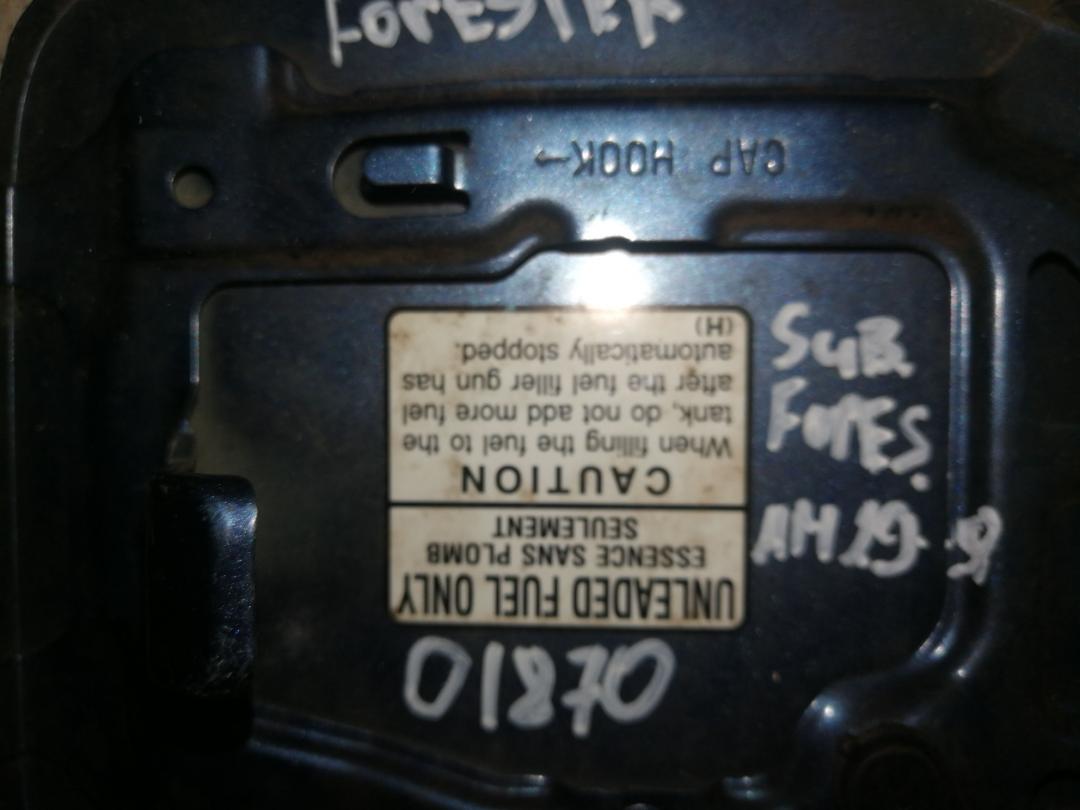 FORESTER
CAP HOOK→
UNLEADED FUEL ONLY
ESSENCE SANS PLOMB
SEULEMENT
CAUTION
When filling the fuel to the
tank, do not add more fuel
after the fuel filler gun has
automatically stopped.
(H)
SUB.
FORES.
01870